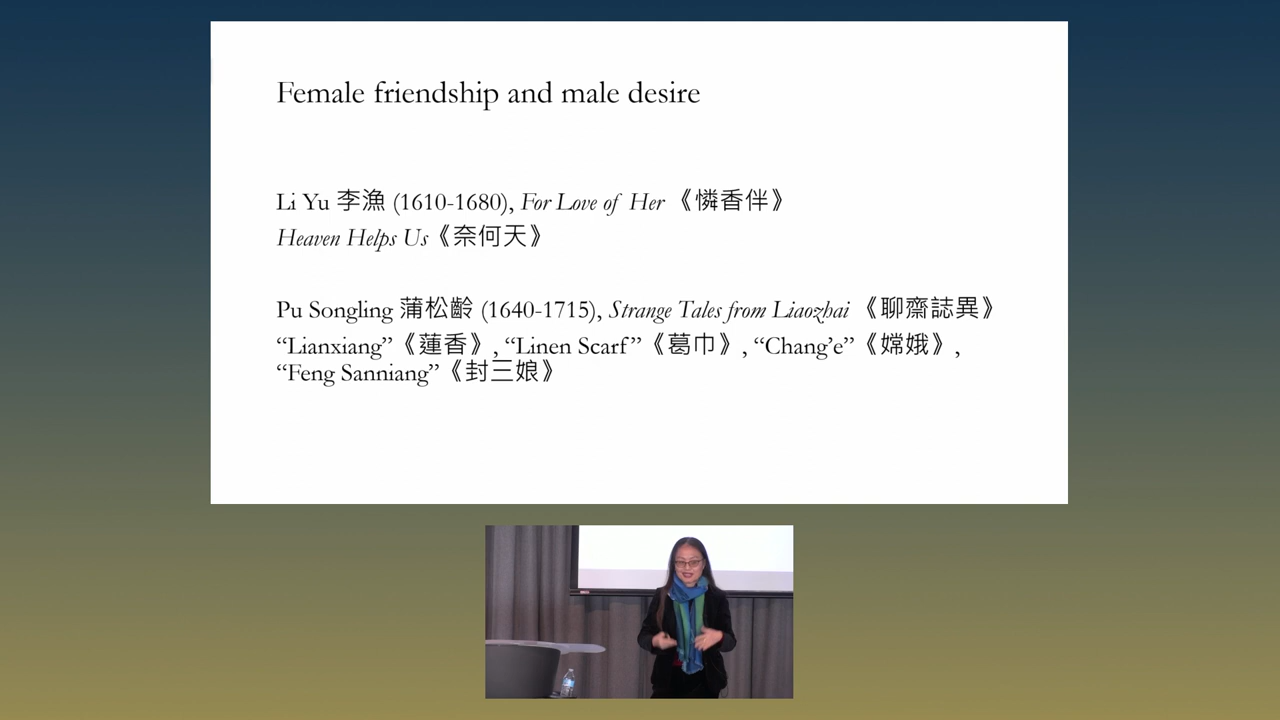 Female friendship and male desire
Li Yu 李漁 (1610-1680), For Love of Her 《憐香伴》
Heaven Helps Us《奈何天》
Pu Songling 蒲松齡 (1640-1715), Strange Tales from Liaozhai 《聊齋誌異》
“Lianxiang”《蓮香》, “Linen Scarf”《葛巾》, “Chang’e”《嫦娥》,
“Feng Sanniang”《封三娘》